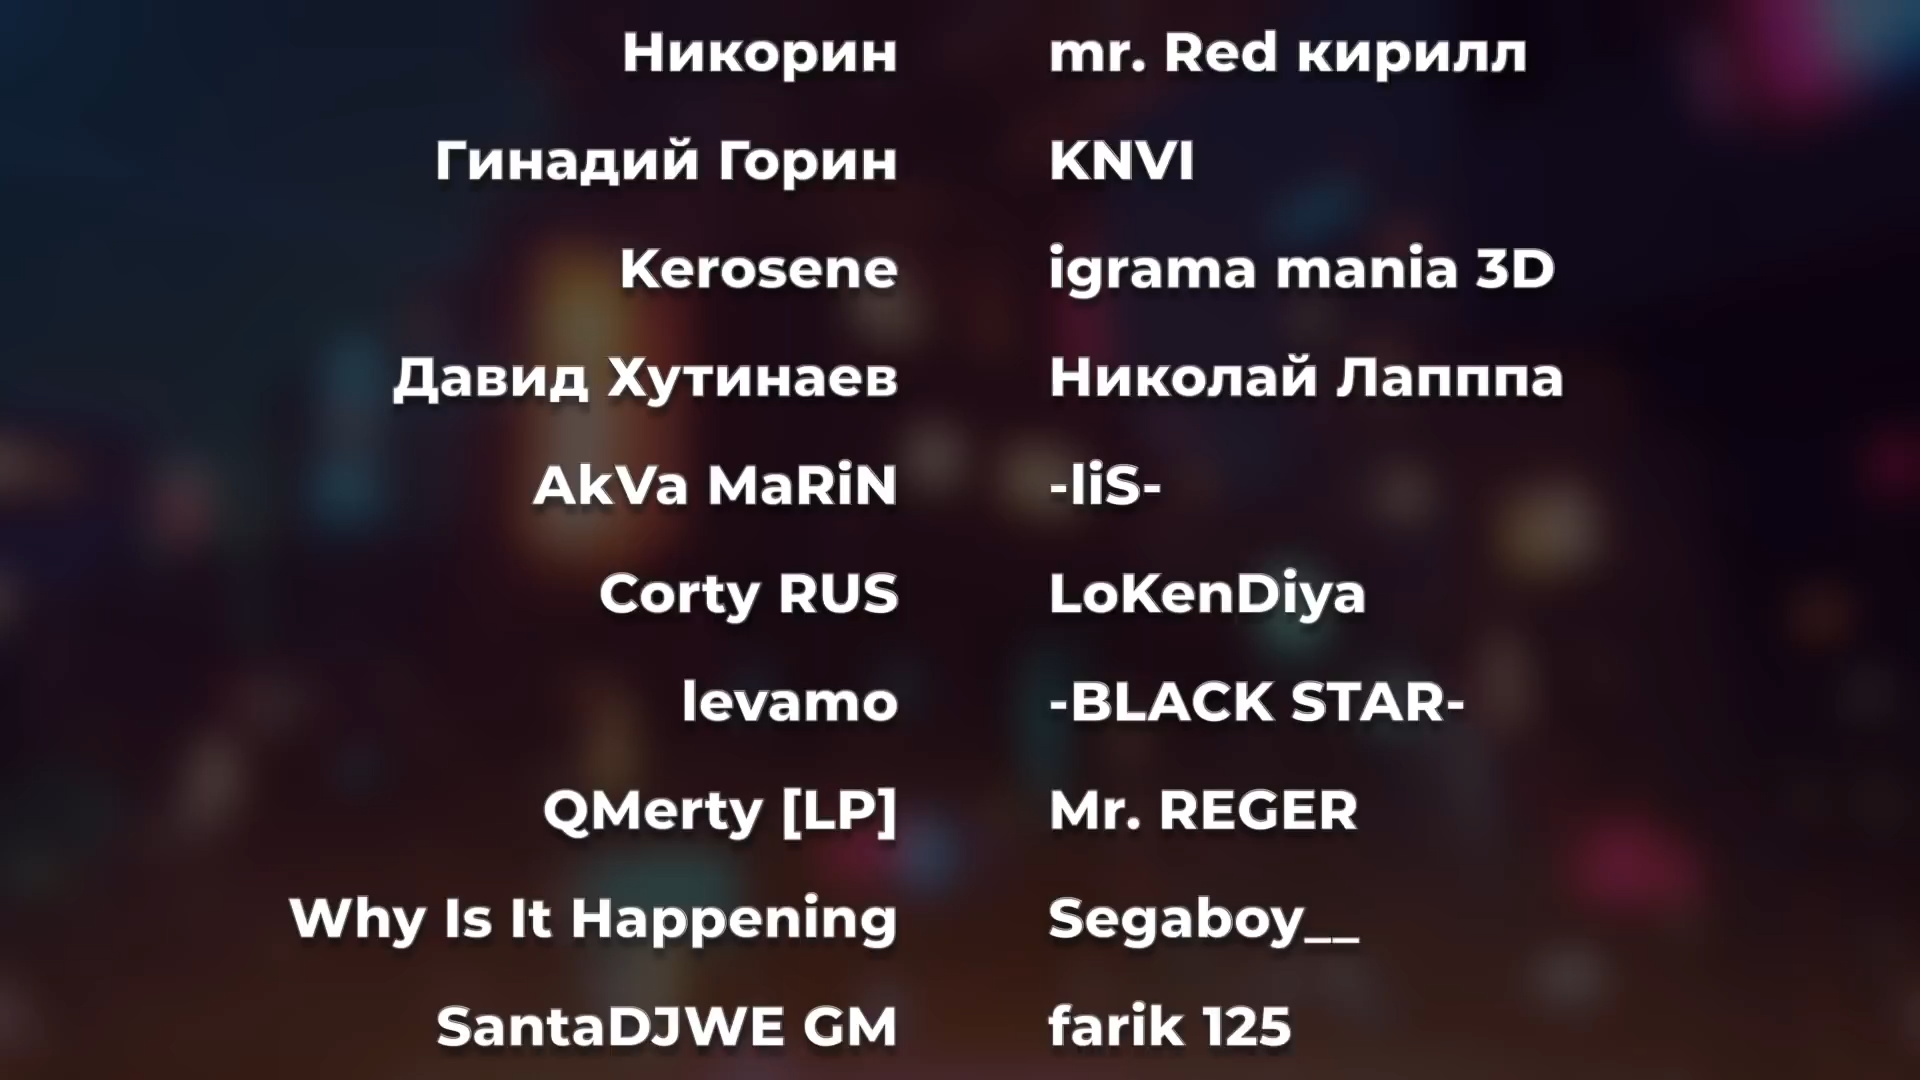 Никорин mr. Red кирилл
Гинадий Горин KNVI
Kerosene igrama mania 3D
Давид Хутинаев Николай Лапппа
AkVa MaRiN -liS-
Corty RUS LoKenDiya
levamo -BLACK STAR-
QMerty [LP] Mr. REGER
Why Is It Happening Segaboy__
SantaDJWE GM farik 125